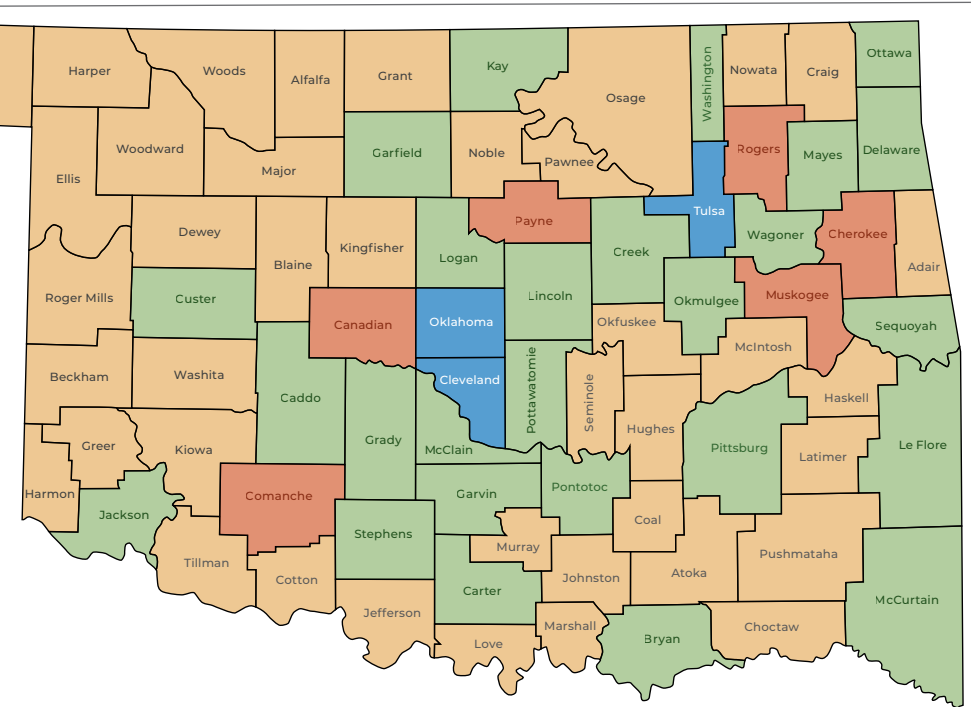 Harper
Woods
Alfalfa
Grant
Kay
Osage
Washington
Nowata
Craig
Ottawa
Woodward
Major
Garfield
Noble
Pawnee
Rogers
Mayes
Delaware
Ellis
Dewey
Blaine
Kingfisher
Logan
Payne
Creek
Tulsa
Wagoner
Cherokee
Adair
Roger Mills
Custer
Canadian
Oklahoma
Lincoln
Okfuskee
Okmulgee
Muskogee
Sequoyah
Beckham
Washita
Caddo
Grady
Cleveland
McClain
Pottawatomie
Seminole
Hughes
McIntosh
Haskell
Pittsburg
Latimer
Le Flore
Greer
Kiowa
Harmon
Jackson
Comanche
Stephens
Garvin
Pontotoc
Coal
Tillman
Cotton
Jefferson
Murray
Carter
Johnston
Atoka
Pushmataha
McCurtain
Love
Marshall
Bryan
Choctaw